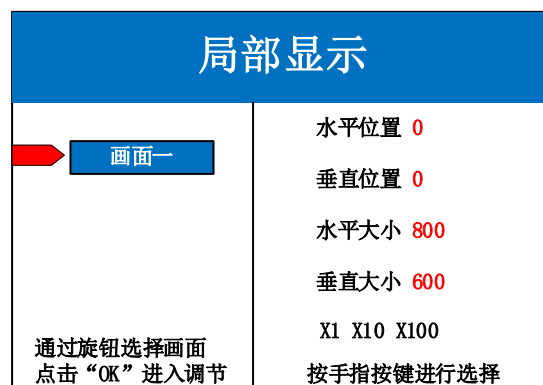 局部显示
画面一
通过旋钮选择画面
点击“OK”进入调节
水平位置 0
垂直位置 0
水平大小 800
垂直大小 600
X1 X10 X100
按手指按键进行选择